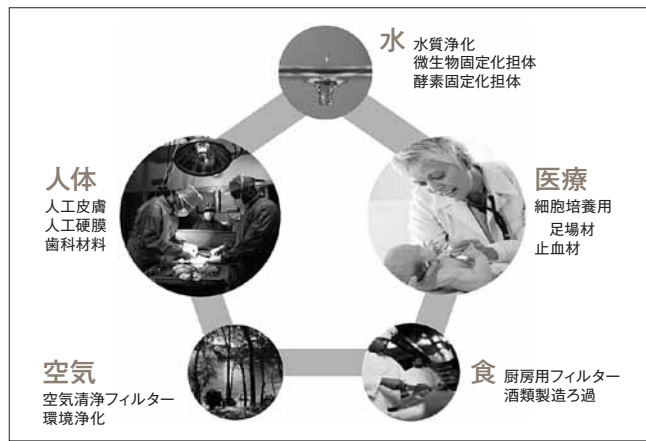 水
水質浄化
微生物固定化担体
酵素固定化担体
人体
人工皮膚
人工硬膜
歯科材料
医療
細胞培養用
足場材
止血材
空気
空気清浄フィルター
環境浄化
食
厨房用フィルター
酒類製造ろ過